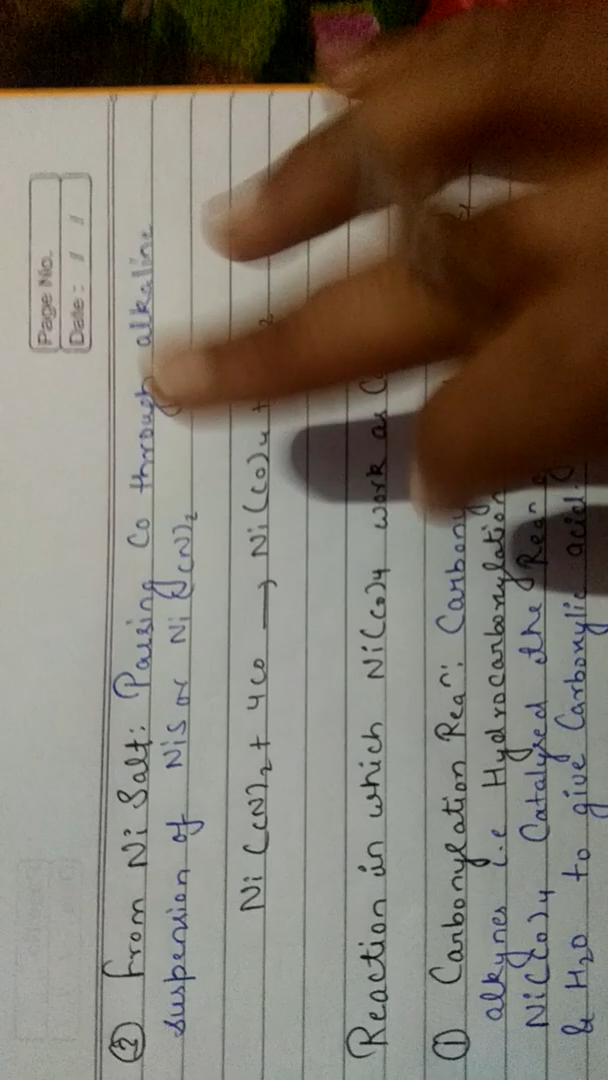 Page No.
Date: / /
② from Ni Salt: Passing Co through alkaline
suspension of NiS or Ni (CN)₂
Ni(CN)₂ + 4CO → Ni(CO)₄ + 2
Reaction in which Ni(CO)₄ work as
① Carbonylation Reaⁿ:
alkynes i.e Hydrocarbonylation
Ni(CO)₄ Catalysed the Reaⁿ
& H₂O to give Carbonylic acid.